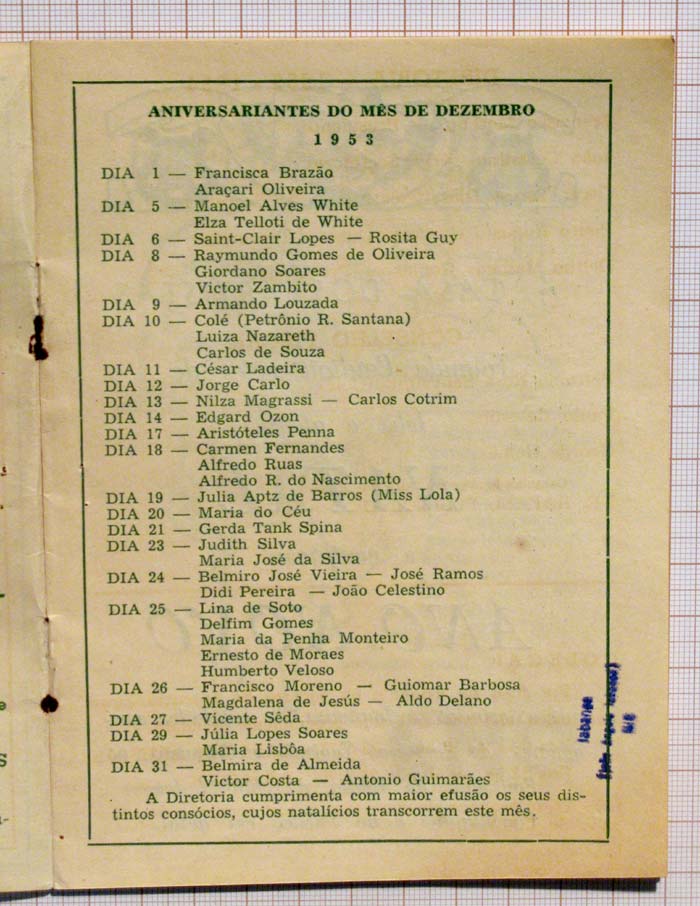 ANIVERSARIANTES DO MÊS DE DEZEMBRO
1953
DIA 1 — Francisca Brazão
Araçari Oliveira
DIA 5 — Manoel Alves White
Elza Telloti de White
DIA 6 — Saint-Clair Lopes — Rosita Guy
DIA 8 — Raymundo Gomes de Oliveira
Giordano Soares
Victor Zambito
DIA 9 — Armando Louzada
DIA 10 — Colé (Petrônio R. Santana)
Luiza Nazareth
Carlos de Souza
DIA 11 — César Ladeira
DIA 12 — Jorge Carlo
DIA 13 — Nilza Magrassi — Carlos Cotrim
DIA 14 — Edgard Ozon
DIA 17 — Aristóteles Penna
DIA 18 — Carmen Fernandes
Alfredo Ruas
Alfredo R. do Nascimento
DIA 19 — Julia Aptz de Barros (Miss Lola)
DIA 20 — Maria do Céu
DIA 21 — Gerda Tank Spina
DIA 23 — Judith Silva
Maria José da Silva
DIA 24 — Belmiro José Vieira — José Ramos
Didi Pereira — João Celestino
DIA 25 — Lina de Soto
Delfim Gomes
Maria da Penha Monteiro
Ernesto de Moraes
Humberto Veloso
DIA 26 — Francisco Moreno — Guiomar Barbosa
Magdalena de Jesús — Aldo Delano
DIA 27 — Vicente Sêda
DIA 29 — Júlia Lopes Soares
Maria Lisbôa
DIA 31 — Belmira de Almeida
Victor Costa — Antonio Guimarães
A Diretoria cumprimenta com maior efusão os seus dis-
tintos consócios, cujos natalícios transcorrem este mês.